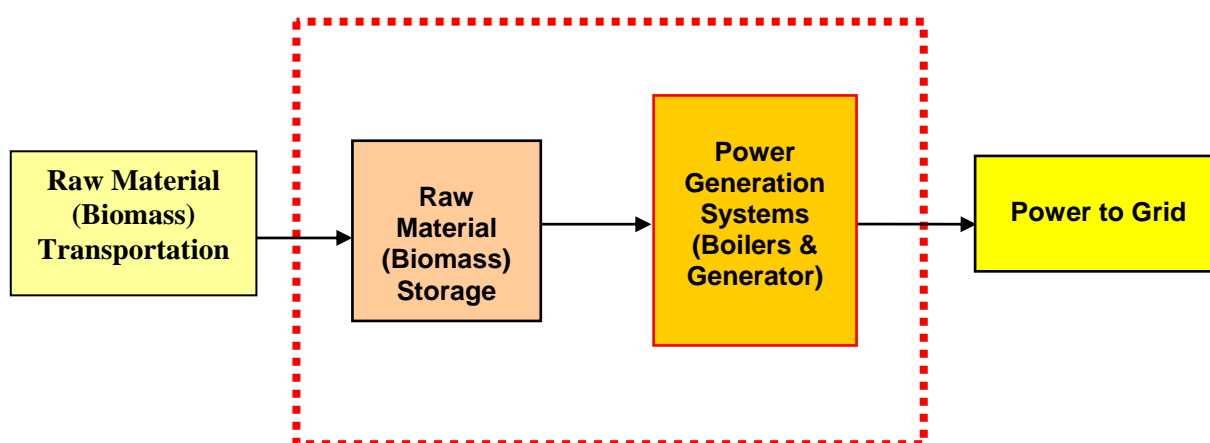 Raw Material
(Biomass)
Transportation
Raw
Material
(Biomass)
Storage
Power
Generation
Systems
(Boilers &
Generator)
Power to Grid